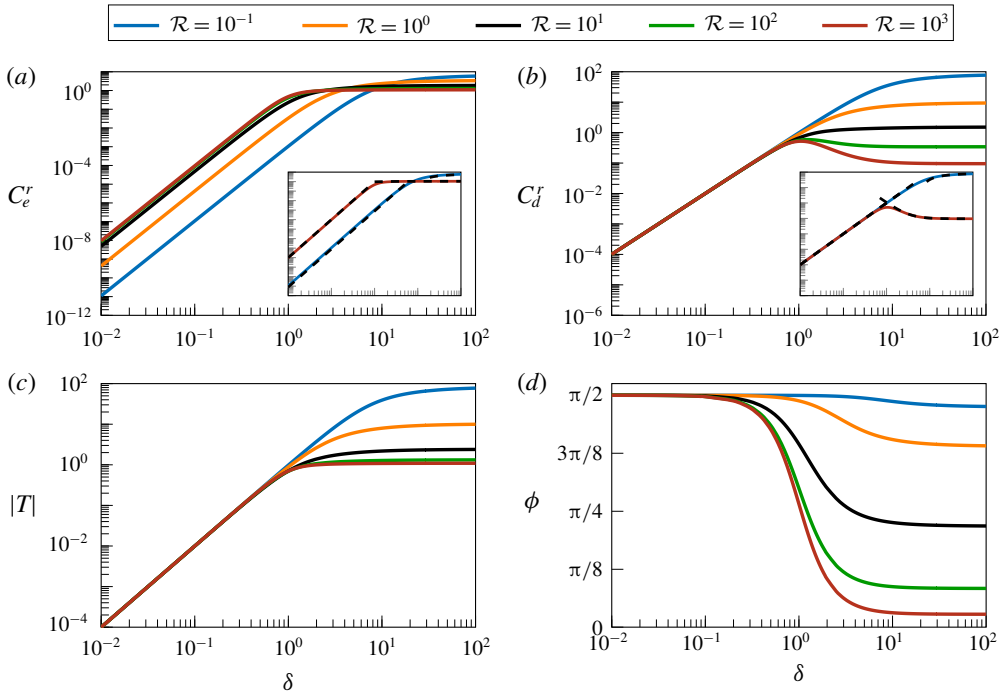 ℛ = 10⁻¹ ℛ = 10⁰ ℛ = 10¹ ℛ = 10² ℛ = 10³
(a) (b)
10⁰ 10²
10⁻⁴ 10⁰
Cₑʳ C_dʳ 10⁻²
10⁻⁸ 10⁻⁴
10⁻¹² 10⁻⁶
10⁻² 10⁻¹ 10⁰ 10¹ 10² 10⁻² 10⁻¹ 10⁰ 10¹ 10²
(c) 10² (d) π/2
10⁰ 3π/8
|T| ϕ π/4
10⁻² π/8
10⁻⁴ 0
10⁻² 10⁻¹ 10⁰ 10¹ 10² 10⁻² 10⁻¹ 10⁰ 10¹ 10²
δ δ